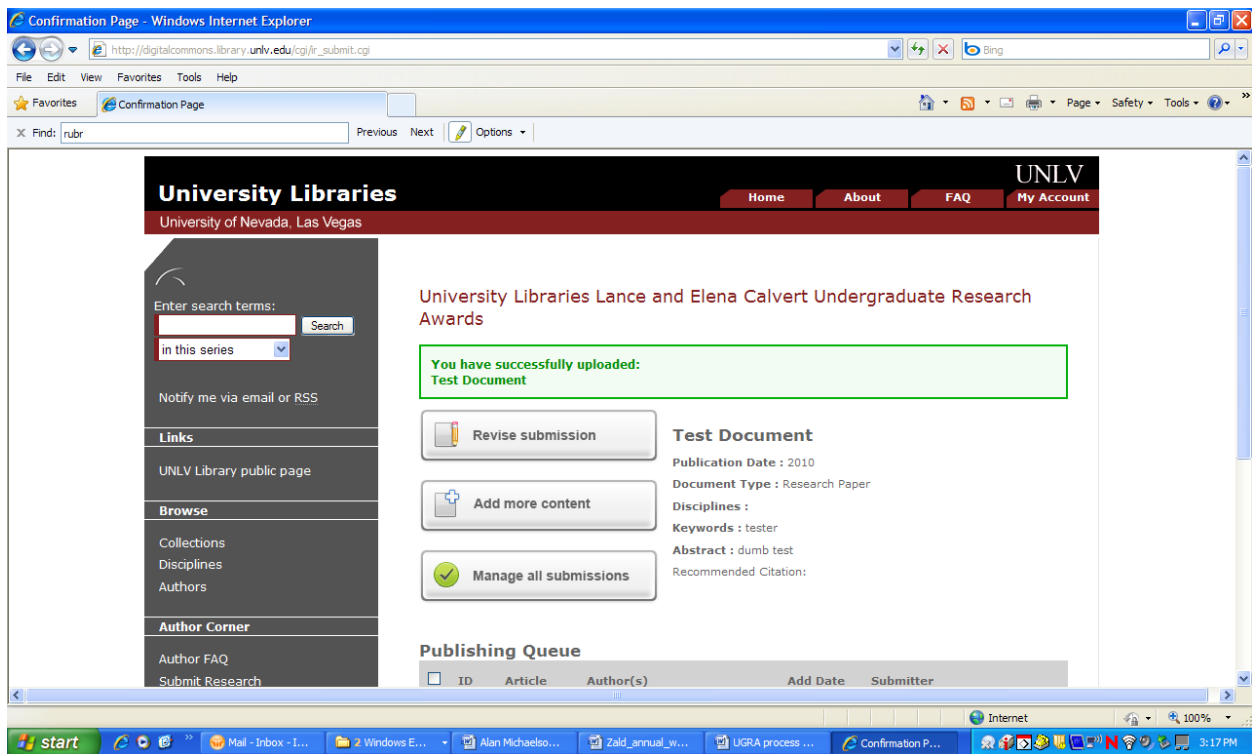 Confirmation Page - Windows Internet Explorer
http://digitalcommons.library.unlv.edu/cgi/ir_submit.cgi
Bing
File Edit View Favorites Tools Help
Favorites Confirmation Page
Page Safety Tools
X Find: rubr Previous Next Options
UNLV
University Libraries
Home About FAQ My Account
University of Nevada, Las Vegas
Enter search terms:
Search
in this series
Notify me via email or RSS
Links
UNLV Library public page
Browse
Collections
Disciplines
Authors
Author Corner
Author FAQ
Submit Research
University Libraries Lance and Elena Calvert Undergraduate Research
Awards
You have successfully uploaded:
Test Document
Revise submission
Add more content
Manage all submissions
Test Document
Publication Date : 2010
Document Type : Research Paper
Disciplines :
Keywords : tester
Abstract : dumb test
Recommended Citation:
Publishing Queue
ID Article Author(s) Add Date Submitter
Internet 100%
start Mail - Inbox - I... 2 Windows E... Alan Michaelso... Zald_annual_w... UGRA process ... Confirmation P... 3:17 PM